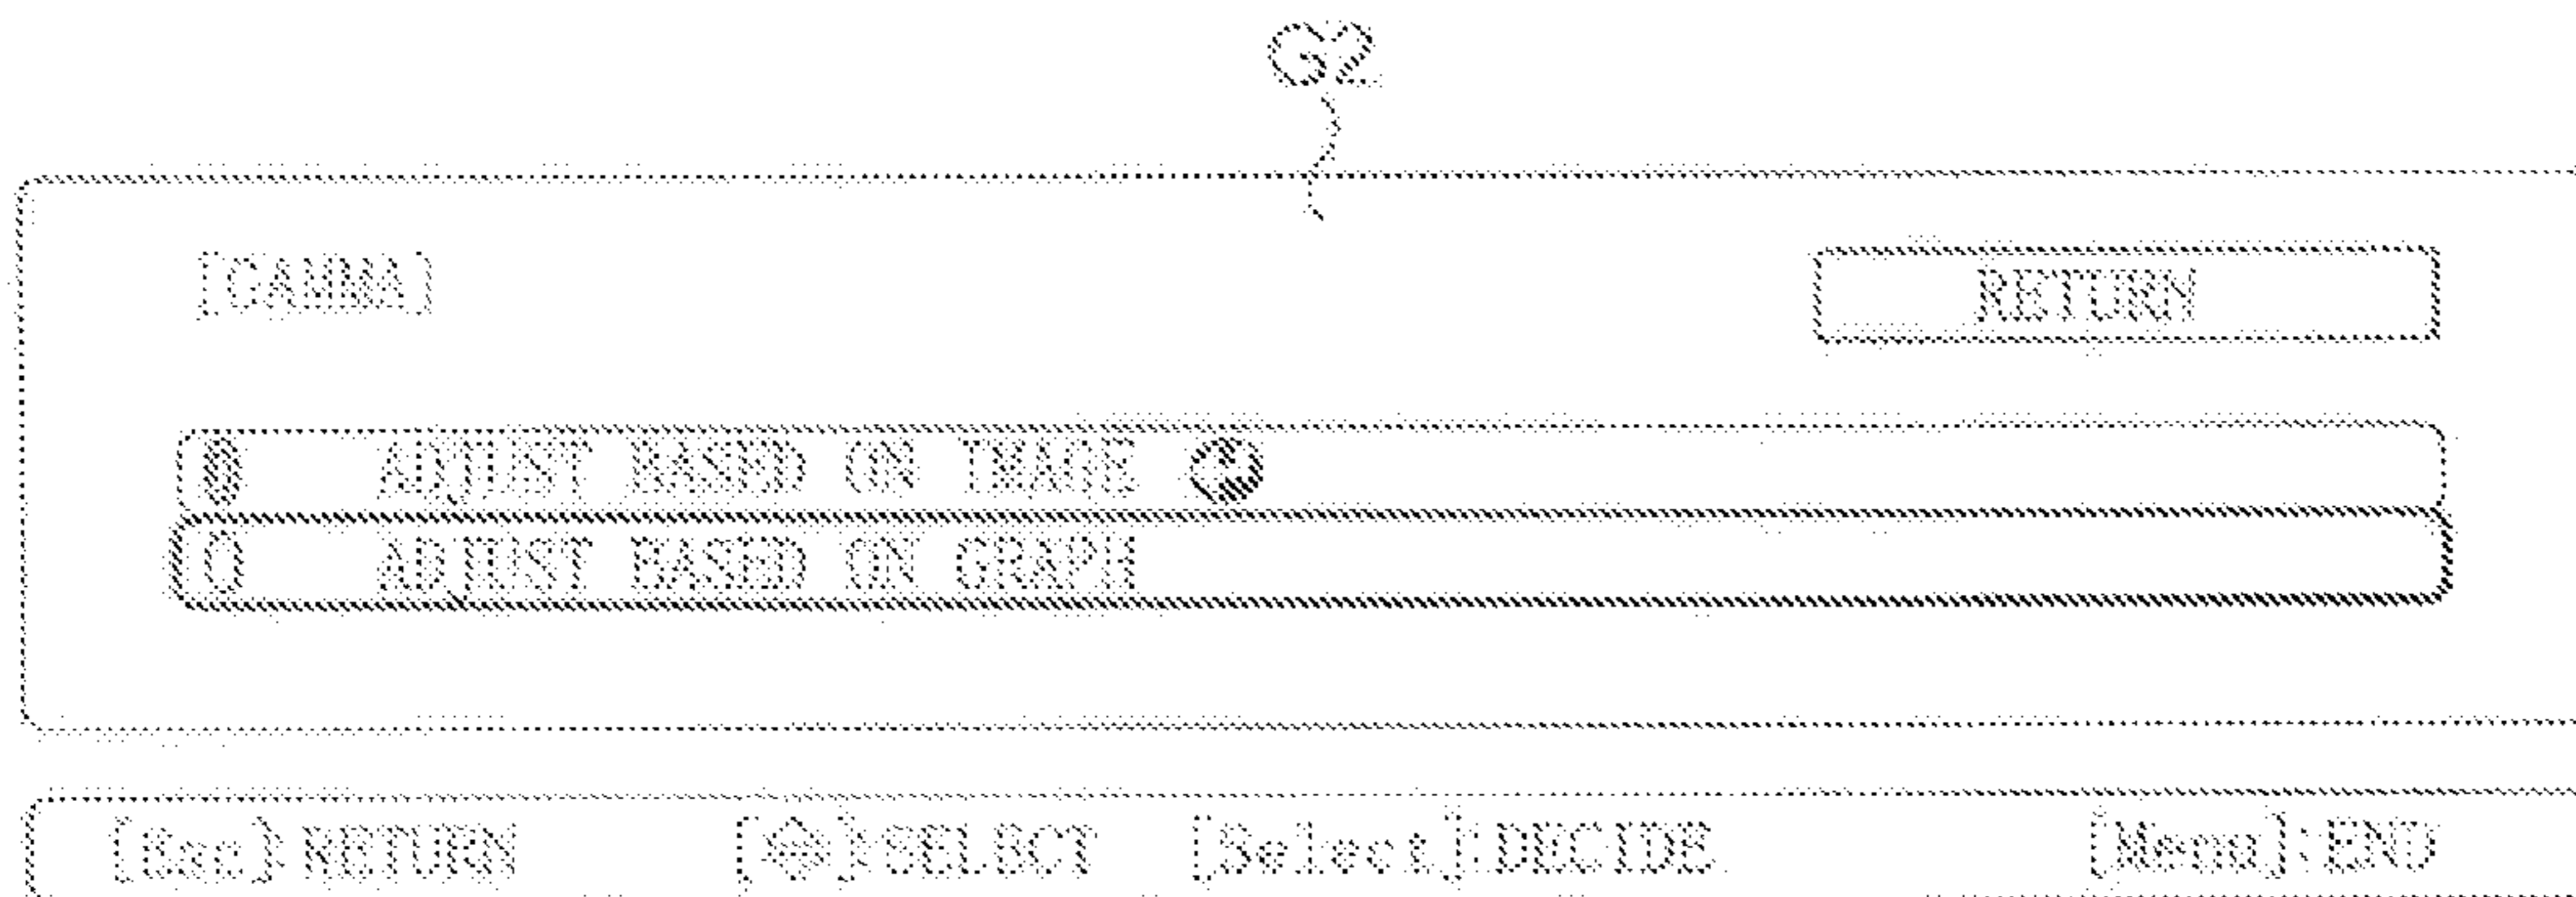 G2
[GAMMA] RETURN
ADJUST BASED ON IMAGE
ADJUST BASED ON GRAPH
[Esc]:RETURN [ ]:SELECT [Select]:DECIDE [Menu]:END